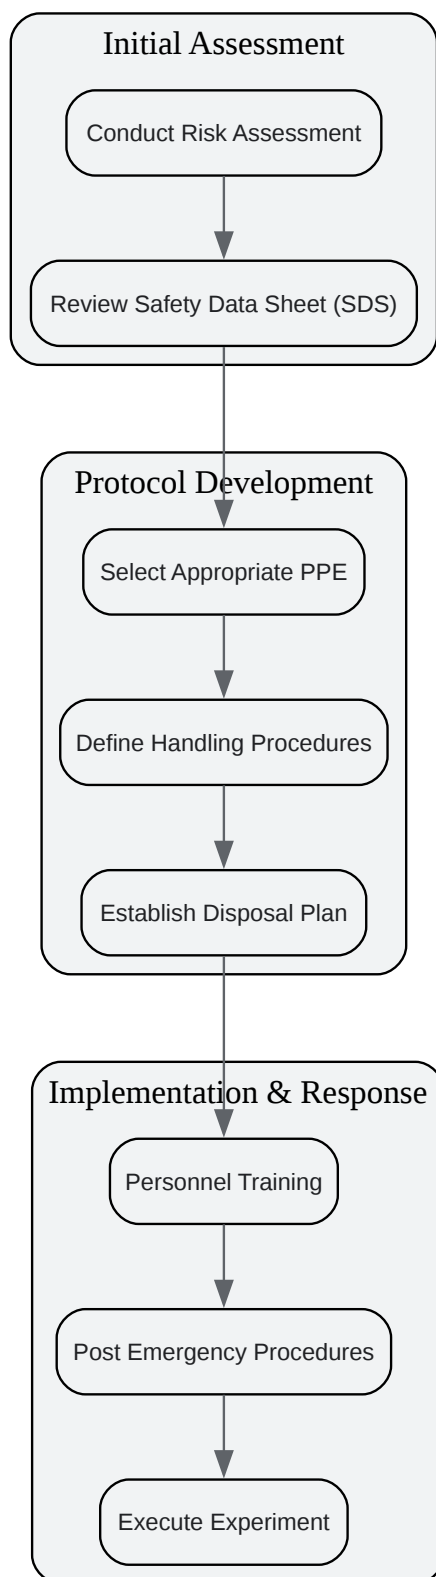 Initial Assessment
Conduct Risk Assessment
Review Safety Data Sheet (SDS)
Protocol Development
Select Appropriate PPE
Define Handling Procedures
Establish Disposal Plan
Implementation & Response
Personnel Training
Post Emergency Procedures
Execute Experiment